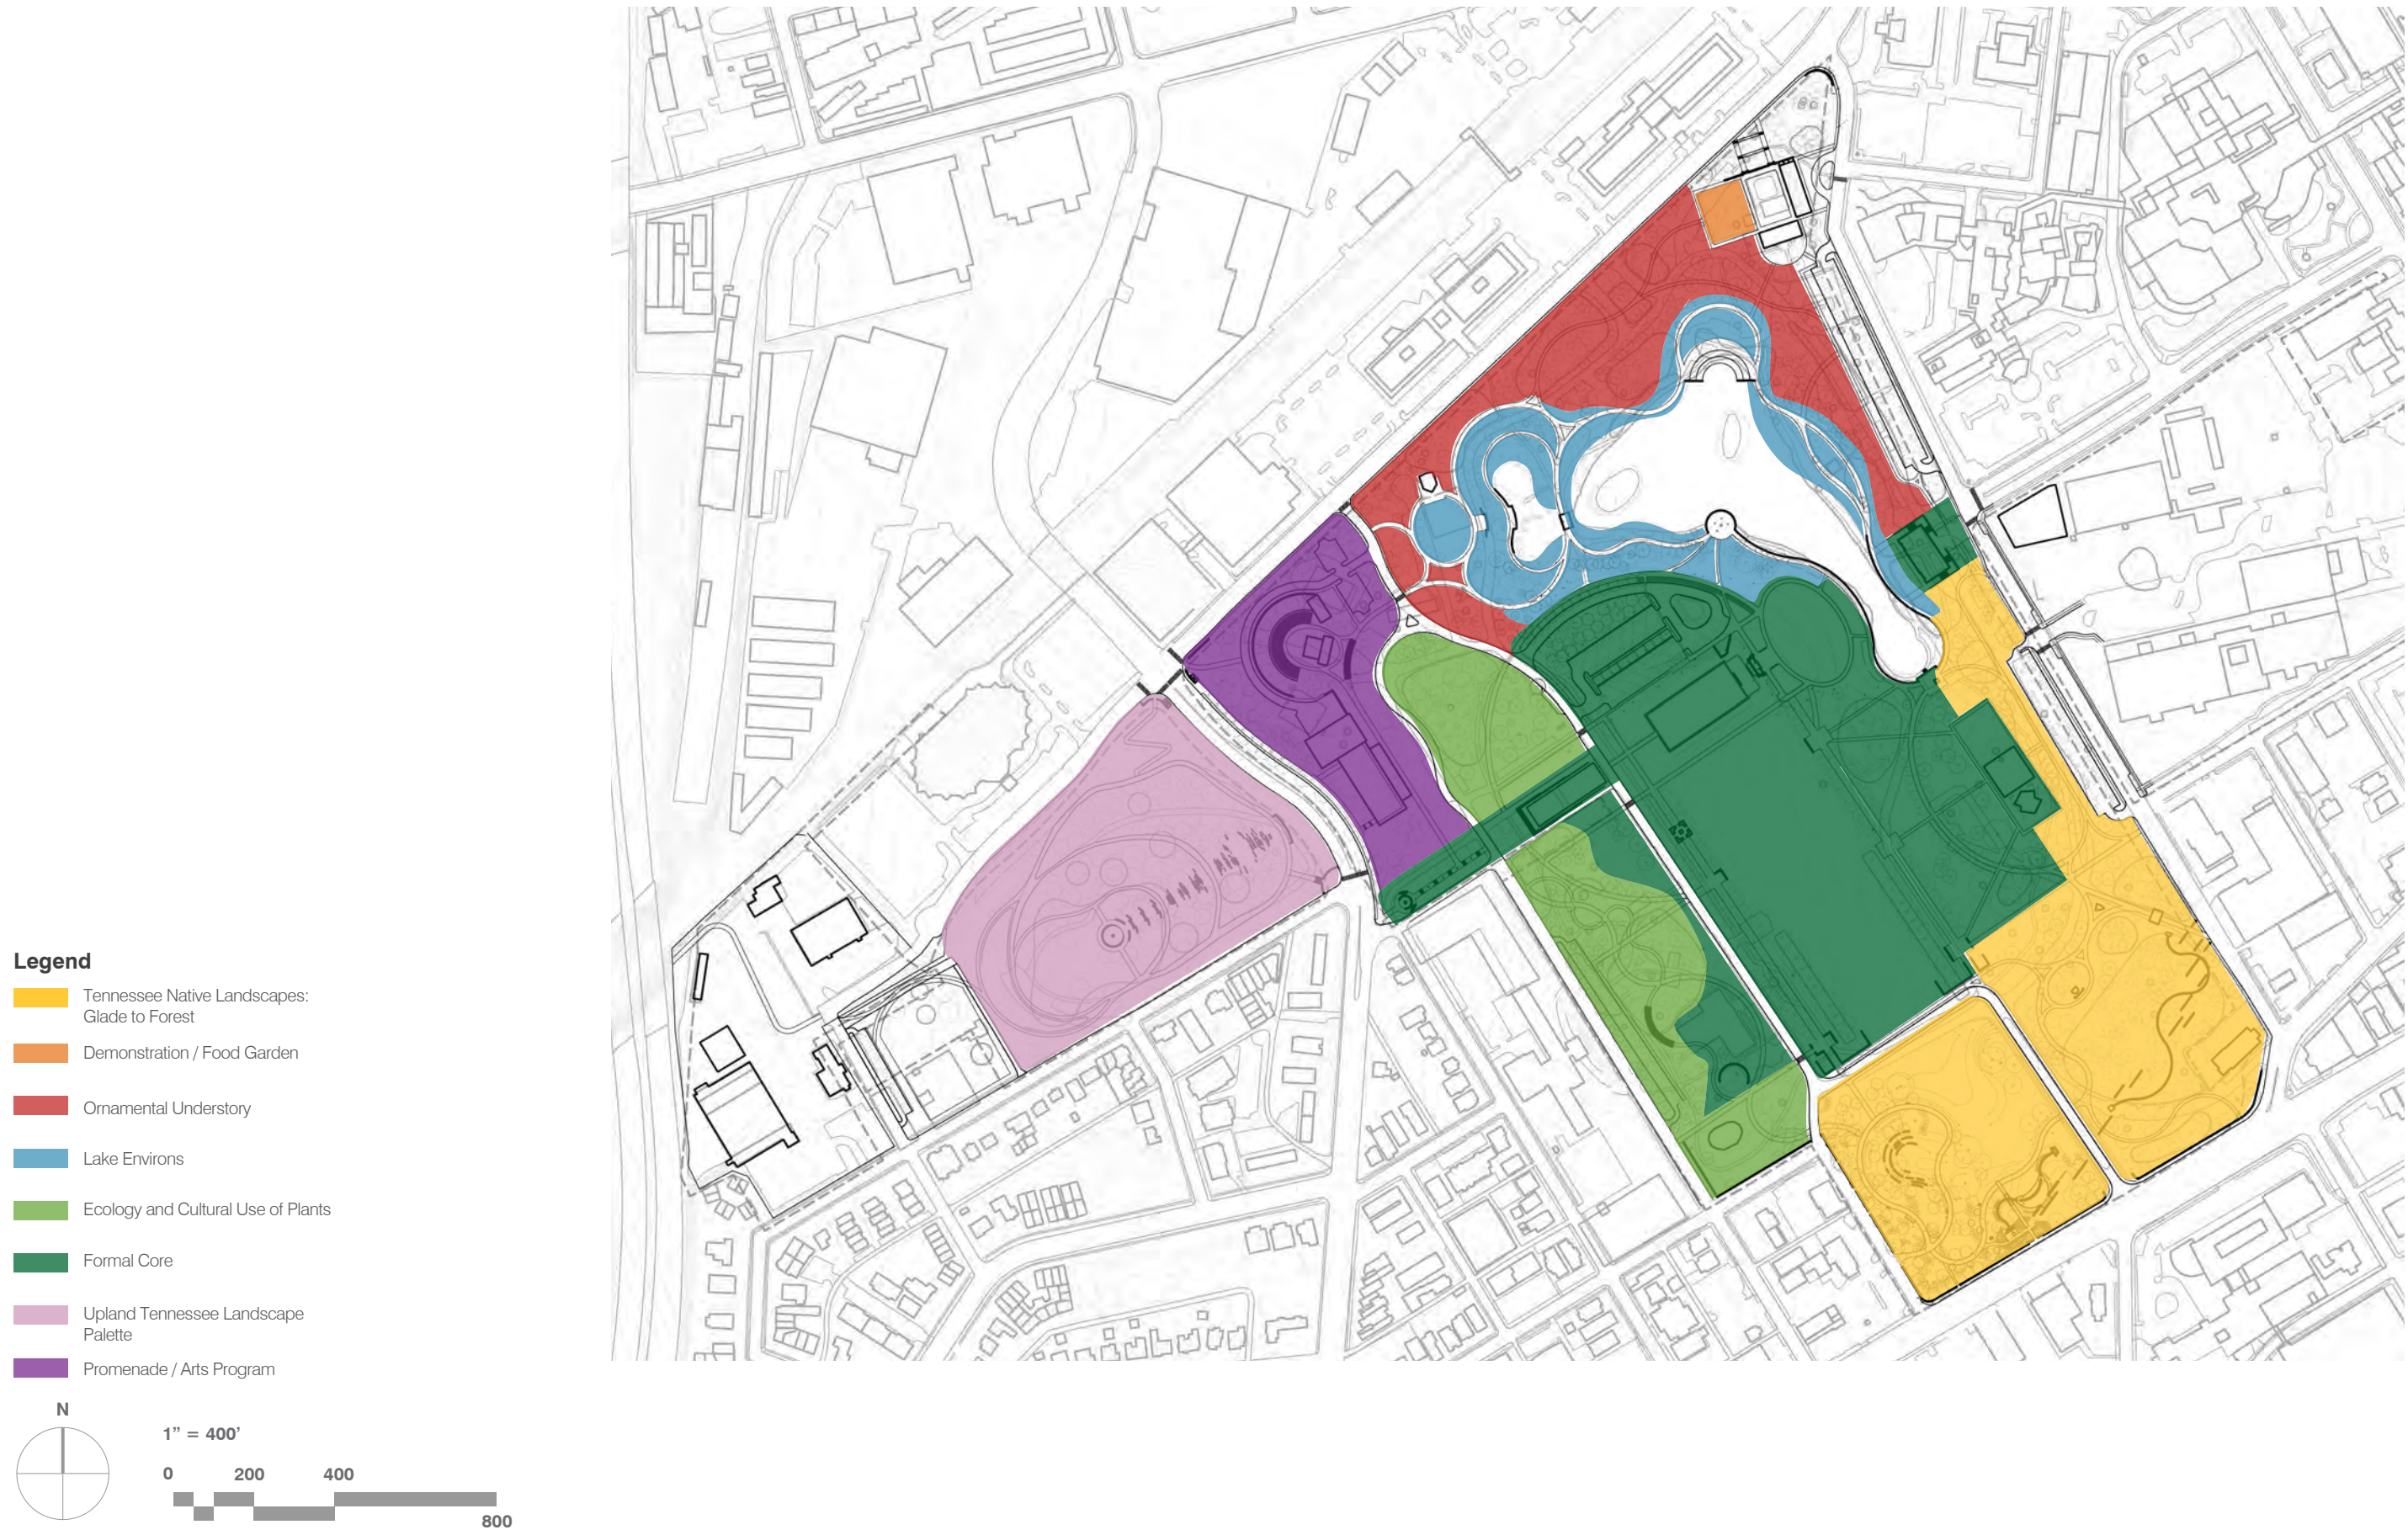 Legend
Tennessee Native Landscapes:
Glade to Forest
Demonstration / Food Garden
Ornamental Understory
Lake Environs
Ecology and Cultural Use of Plants
Formal Core
Upland Tennessee Landscape
Palette
Promenade / Arts Program
N
1” = 400’
0 200 400
800